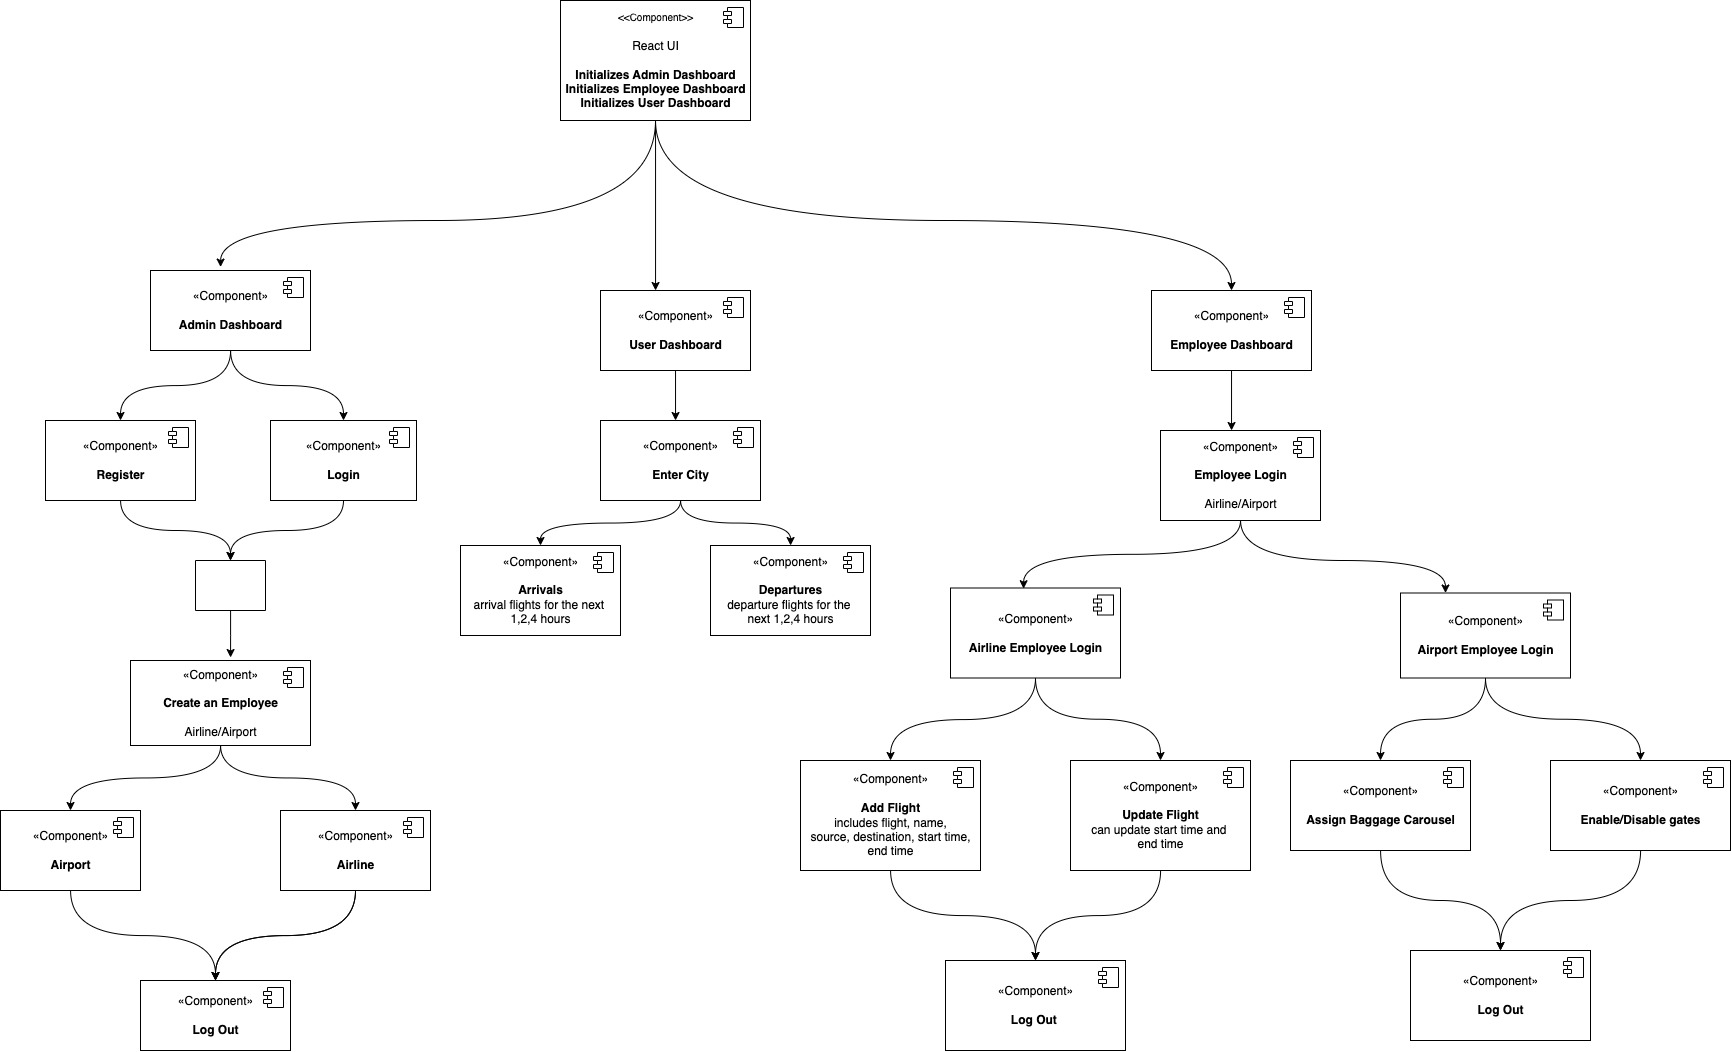 <<Component>>
React UI
Initializes Admin Dashboard
Initializes Employee Dashboard
Initializes User Dashboard
«Component»
Admin Dashboard
«Component»
User Dashboard
«Component»
Employee Dashboard
«Component»
Register
«Component»
Login
«Component»
Enter City
«Component»
Employee Login
Airline/Airport
«Component»
Arrivals
arrival flights for the next
1,2,4 hours
«Component»
Departures
departure flights for the
next 1,2,4 hours
«Component»
Airline Employee Login
«Component»
Airport Employee Login
«Component»
Create an Employee
Airline/Airport
«Component»
Add Flight
includes flight, name,
source, destination, start time,
end time
«Component»
Update Flight
can update start time and
end time
«Component»
Assign Baggage Carousel
«Component»
Enable/Disable gates
«Component»
Airport
«Component»
Airline
«Component»
Log Out
«Component»
Log Out
«Component»
Log Out